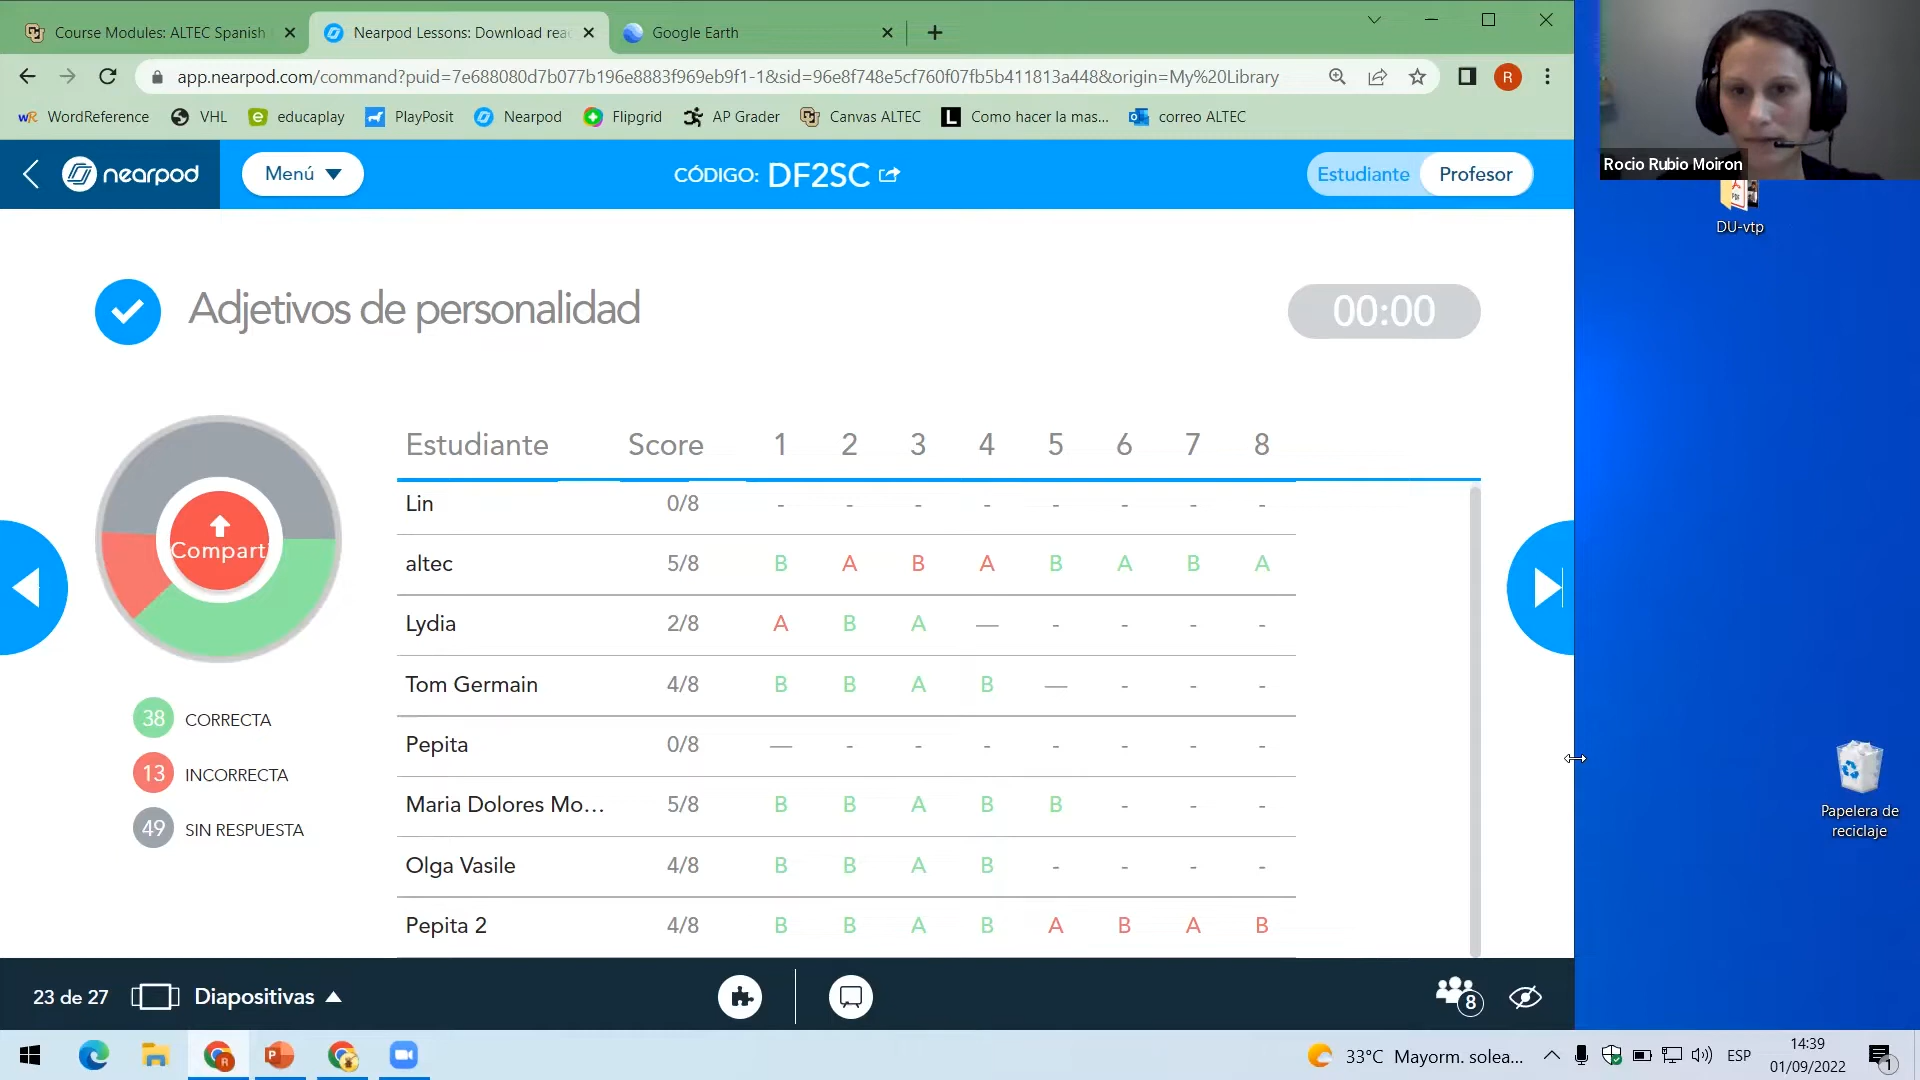 Course Modules: ALTEC Spanish
Nearpod Lessons: Download rea
Google Earth
app.nearpod.com/command?puid=7e688080d7b077b196e8883f969eb9f1-1&sid=96e8f748e5cf760f07fb5b411813a448&origin=My%20Library
R
WordReference
VHL
educaplay
PlayPosit
Nearpod
Flipgrid
AP Grader
Canvas ALTEC
L
Como hacer la mas...
correo ALTEC
nearpod
Menú
CÓDIGO: DF2SC
Estudiante
Profesor
Rocio Rubio Moiron
DU-vtp
Adjetivos de personalidad
00:00
Comparti
38 CORRECTA
13 INCORRECTA
49 SIN RESPUESTA
Estudiante Score 1 2 3 4 5 6 7 8
Lin 0/8 - - - - - - - -
altec 5/8 B A B A B A B A
Lydia 2/8 A B A — - - - -
Tom Germain 4/8 B B A B — - - -
Pepita 0/8 — - - - - - - -
Maria Dolores Mo... 5/8 B B A B B - - -
Olga Vasile 4/8 B B A B - - - -
Pepita 2 4/8 B B A B A B A B
Papelera de
reciclaje
23 de 27
Diapositivas
8
33°C Mayorm. solea...
ESP
14:39
01/09/2022
1